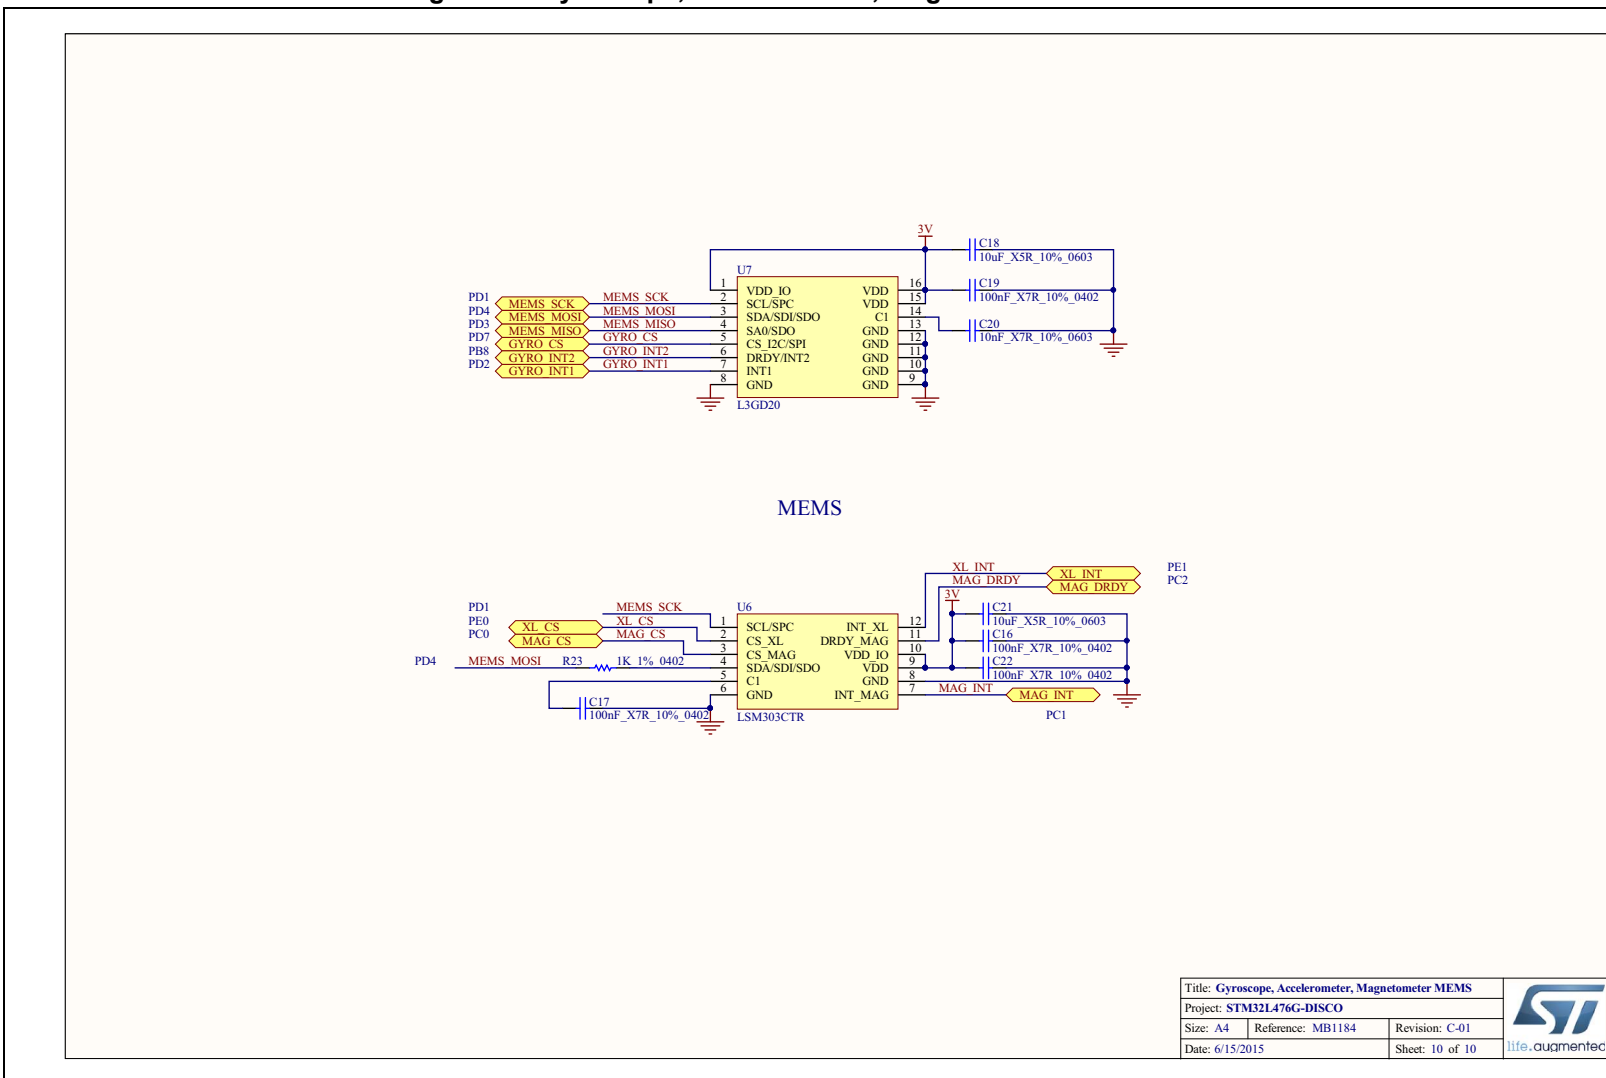 3V
C18
10uF_X5R_10%_0603
U7
1 VDD_IO VDD 16
C19
100nF_X7R_10%_0402
PD1 MEMS_SCK MEMS_SCK 2 SCL/SPC VDD 15
PD4 MEMS_MOSI MEMS_MOSI 3 SDA/SDI/SDO C1 14
PD3 MEMS_MISO MEMS_MISO 4 SA0/SDO GND 13
C20
10nF_X7R_10%_0603
PD7 GYRO_CS GYRO_CS 5 CS_I2C/SPI GND 12
PB8 GYRO_INT2 GYRO_INT2 6 DRDY/INT2 GND 11
PD2 GYRO_INT1 GYRO_INT1 7 INT1 GND 10
8 GND GND 9
L3GD20
MEMS
XL_INT XL_INT PE1
MAG_DRDY MAG_DRDY PC2
3V
PD1 MEMS_SCK U6 C21
10uF_X5R_10%_0603
PE0 XL_CS XL_CS 1 SCL/SPC INT_XL 12
PC0 MAG_CS MAG_CS 2 CS_XL DRDY_MAG 11
C16
100nF_X7R_10%_0402
3 CS_MAG VDD_IO 10
PD4 MEMS_MOSI R23 1K_1%_0402 4 SDA/SDI/SDO VDD 9
C22
100nF_X7R_10%_0402
5 C1 GND 8
6 GND INT_MAG 7 MAG_INT MAG_INT
C17
100nF_X7R_10%_0402
LSM303CTR
PC1
Title: Gyroscope, Accelerometer, Magnetometer MEMS
Project: STM32L476G-DISCO
Size: A4 Reference: MB1184 Revision: C-01
Date: 6/15/2015 Sheet: 10 of 10
ST
life.augmented